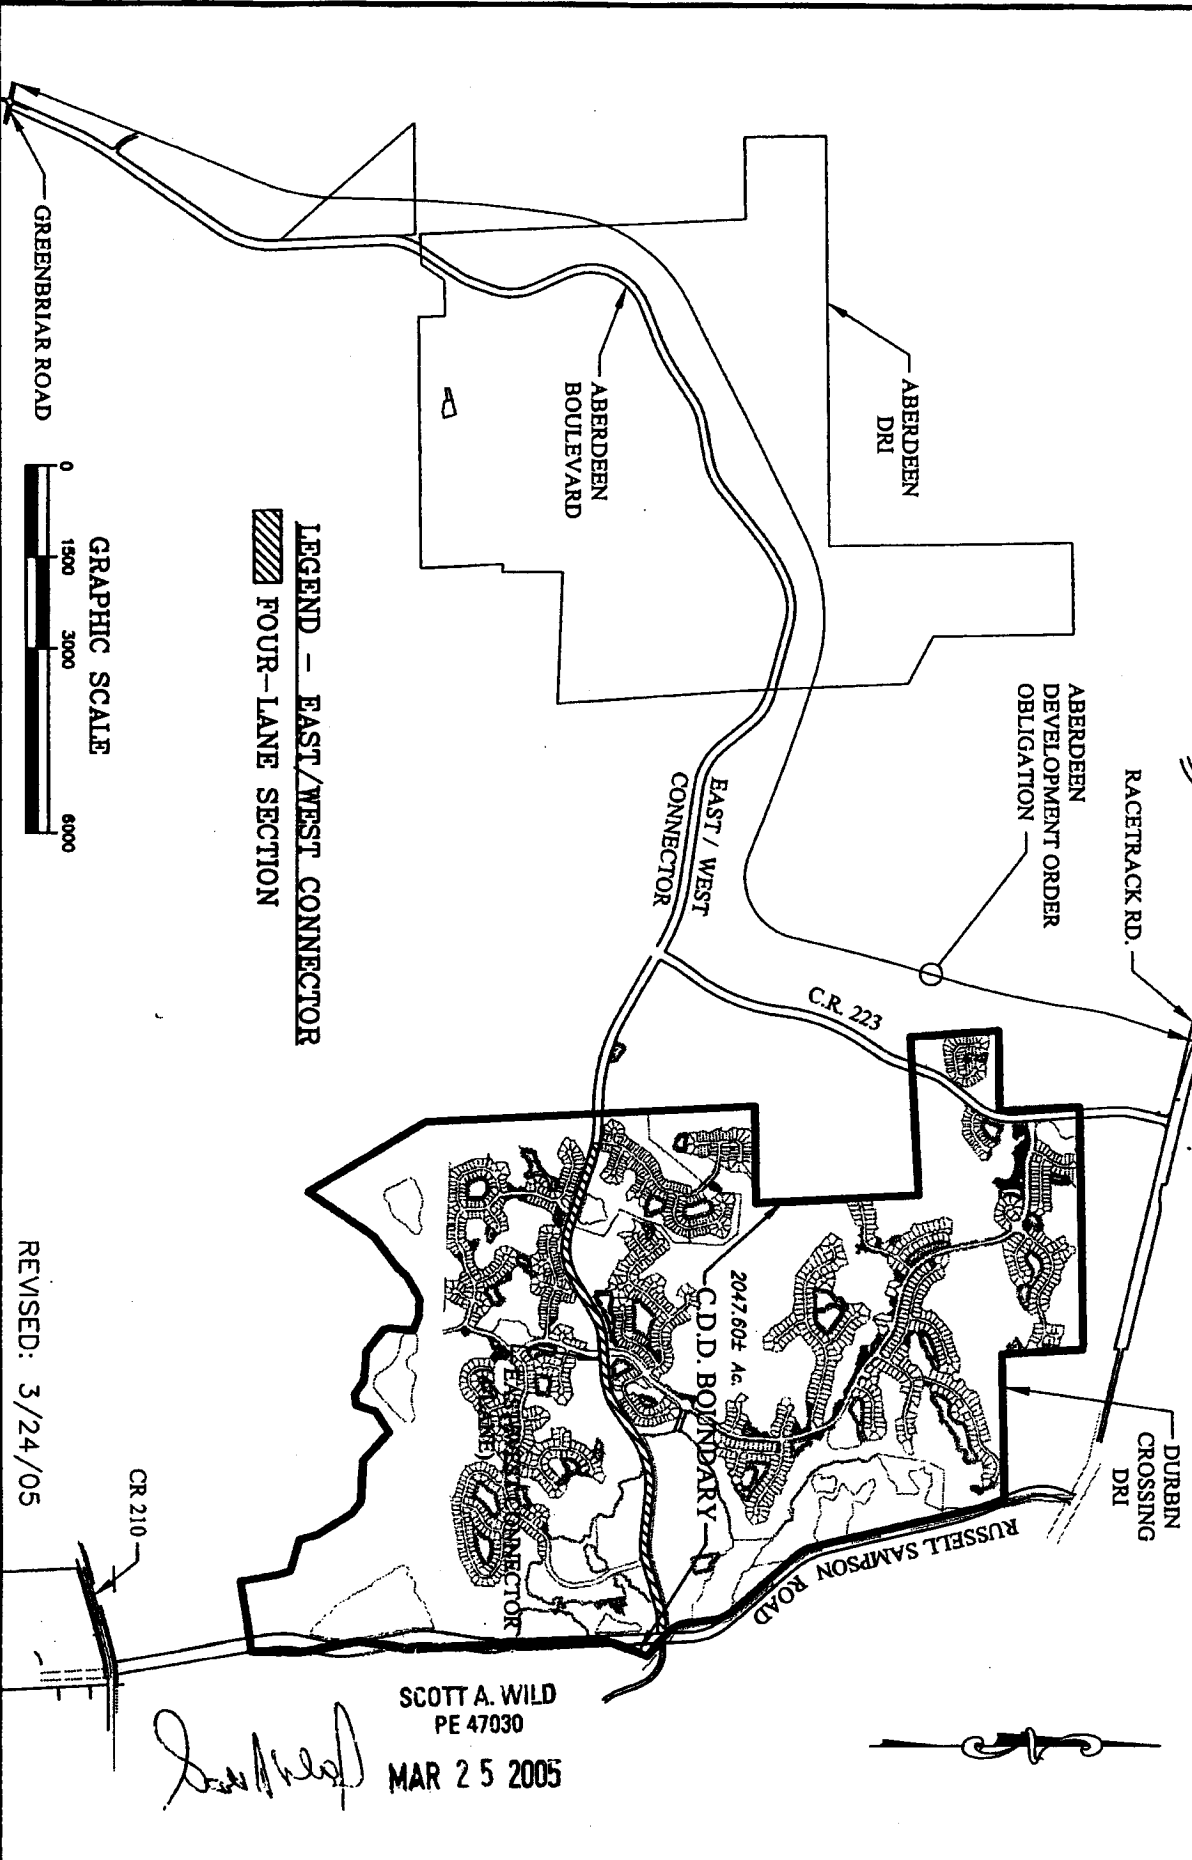 GREENBRIAR ROAD
ABERDEEN
BOULEVARD
ABERDEEN
DRI
ABERDEEN
DEVELOPMENT ORDER
OBLIGATION
RACETRACK RD.
EAST / WEST
CONNECTOR
C.R. 223
DURBIN
CROSSING
DRI
2047.60± Ac.
C.D.D. BOUNDARY
CONNECTOR
RUSSELL SAMPSON ROAD
CR 210
LEGEND - EAST/WEST CONNECTOR
FOUR-LANE SECTION
0 1500 3000 6000
GRAPHIC SCALE
REVISED: 3/24/05
SCOTT A. WILD
PE 47030
MAR 25 2005